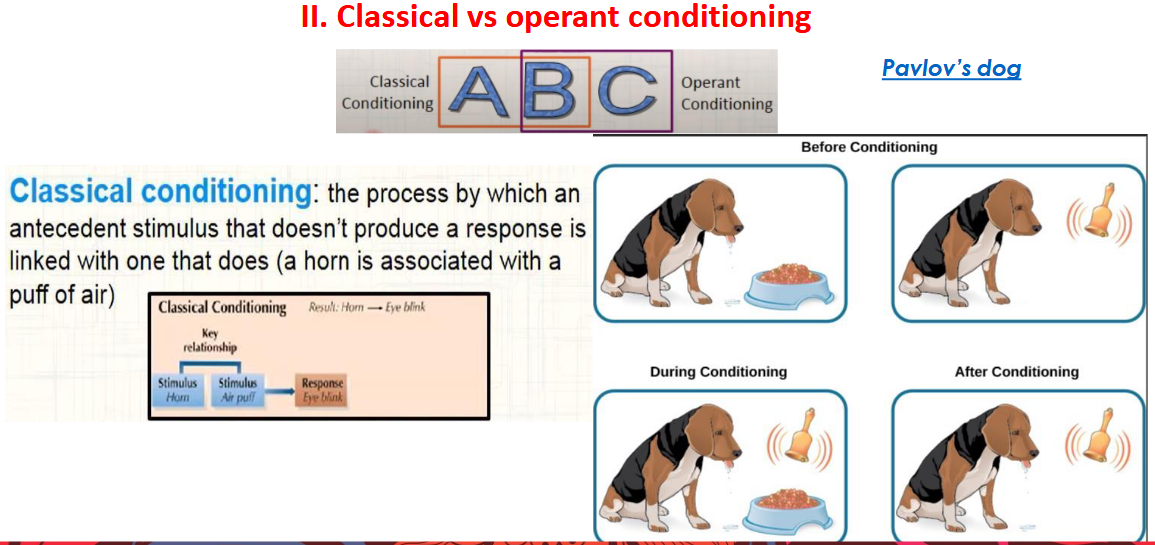 II. Classical vs operant conditioning
Classical
Conditioning
ABC
Operant
Conditioning
Pavlov's dog
Classical conditioning: the process by which an
antecedent stimulus that doesn't produce a response is
linked with one that does (a horn is associated with a
puff of air)
Classical Conditioning Result: Horn → Eye blink
Key
relationship
Stimulus
Horn
Stimulus
Air puff
Response
Eye blink
Before Conditioning
During Conditioning
After Conditioning